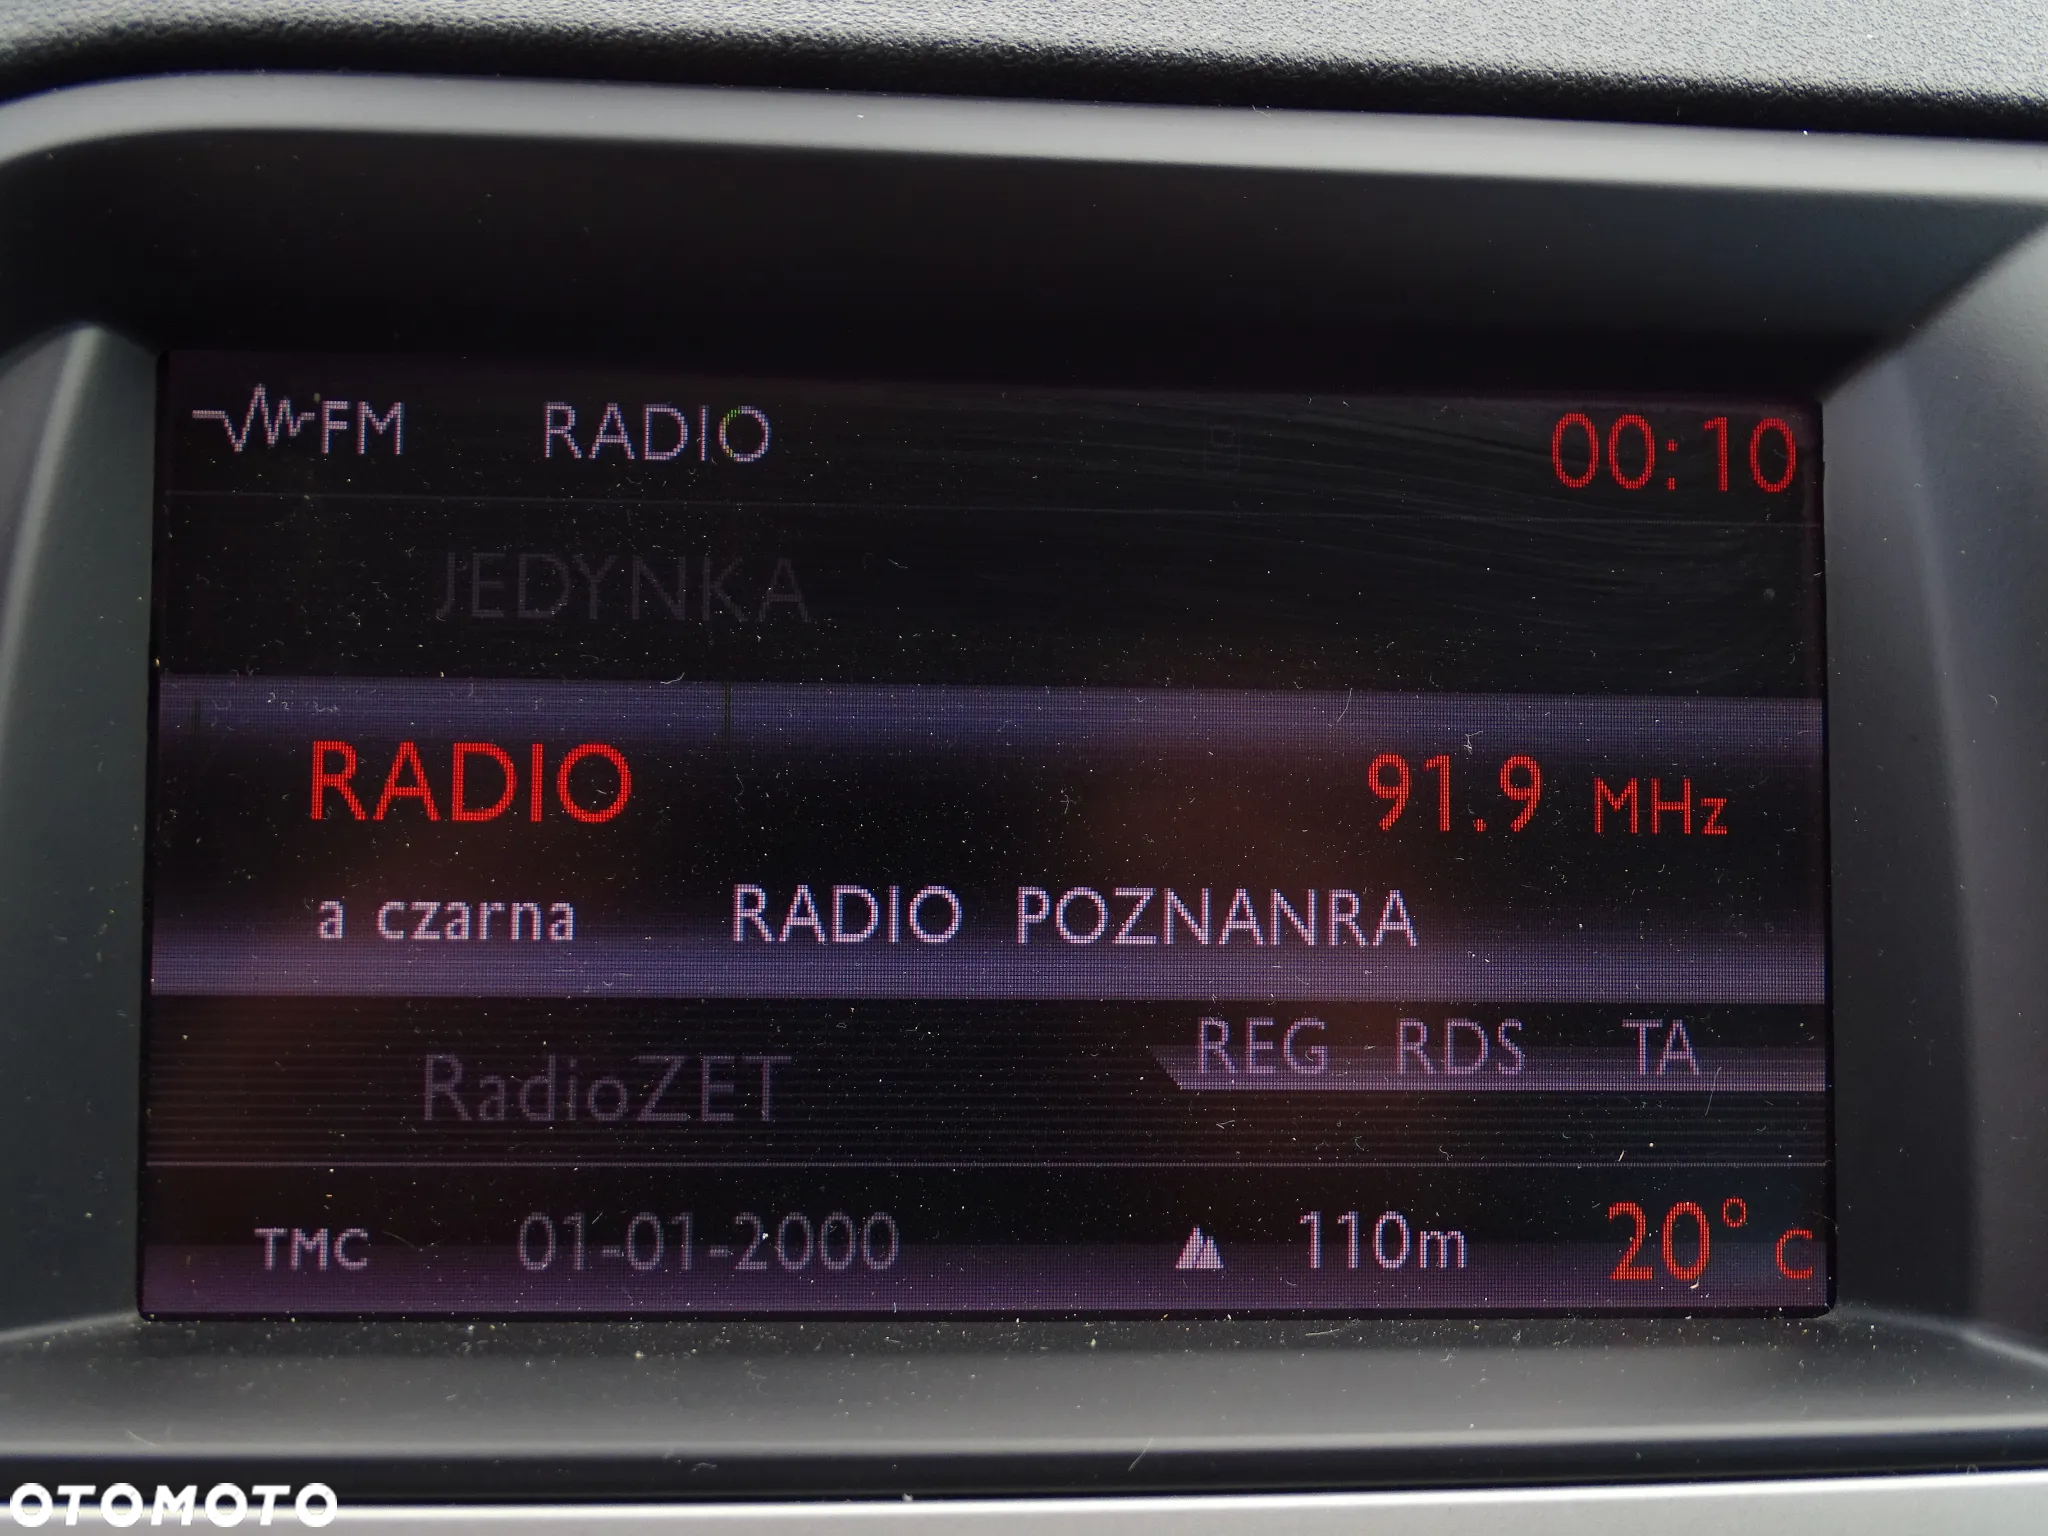 FM RADIO 00:10
JEDYNKA
RADIO 91.9 MHz
a czarna RADIO POZNANRA
REG RDS TA
RadioZET
TMC 01-01-2000 110m 20° C
OTOMOTO